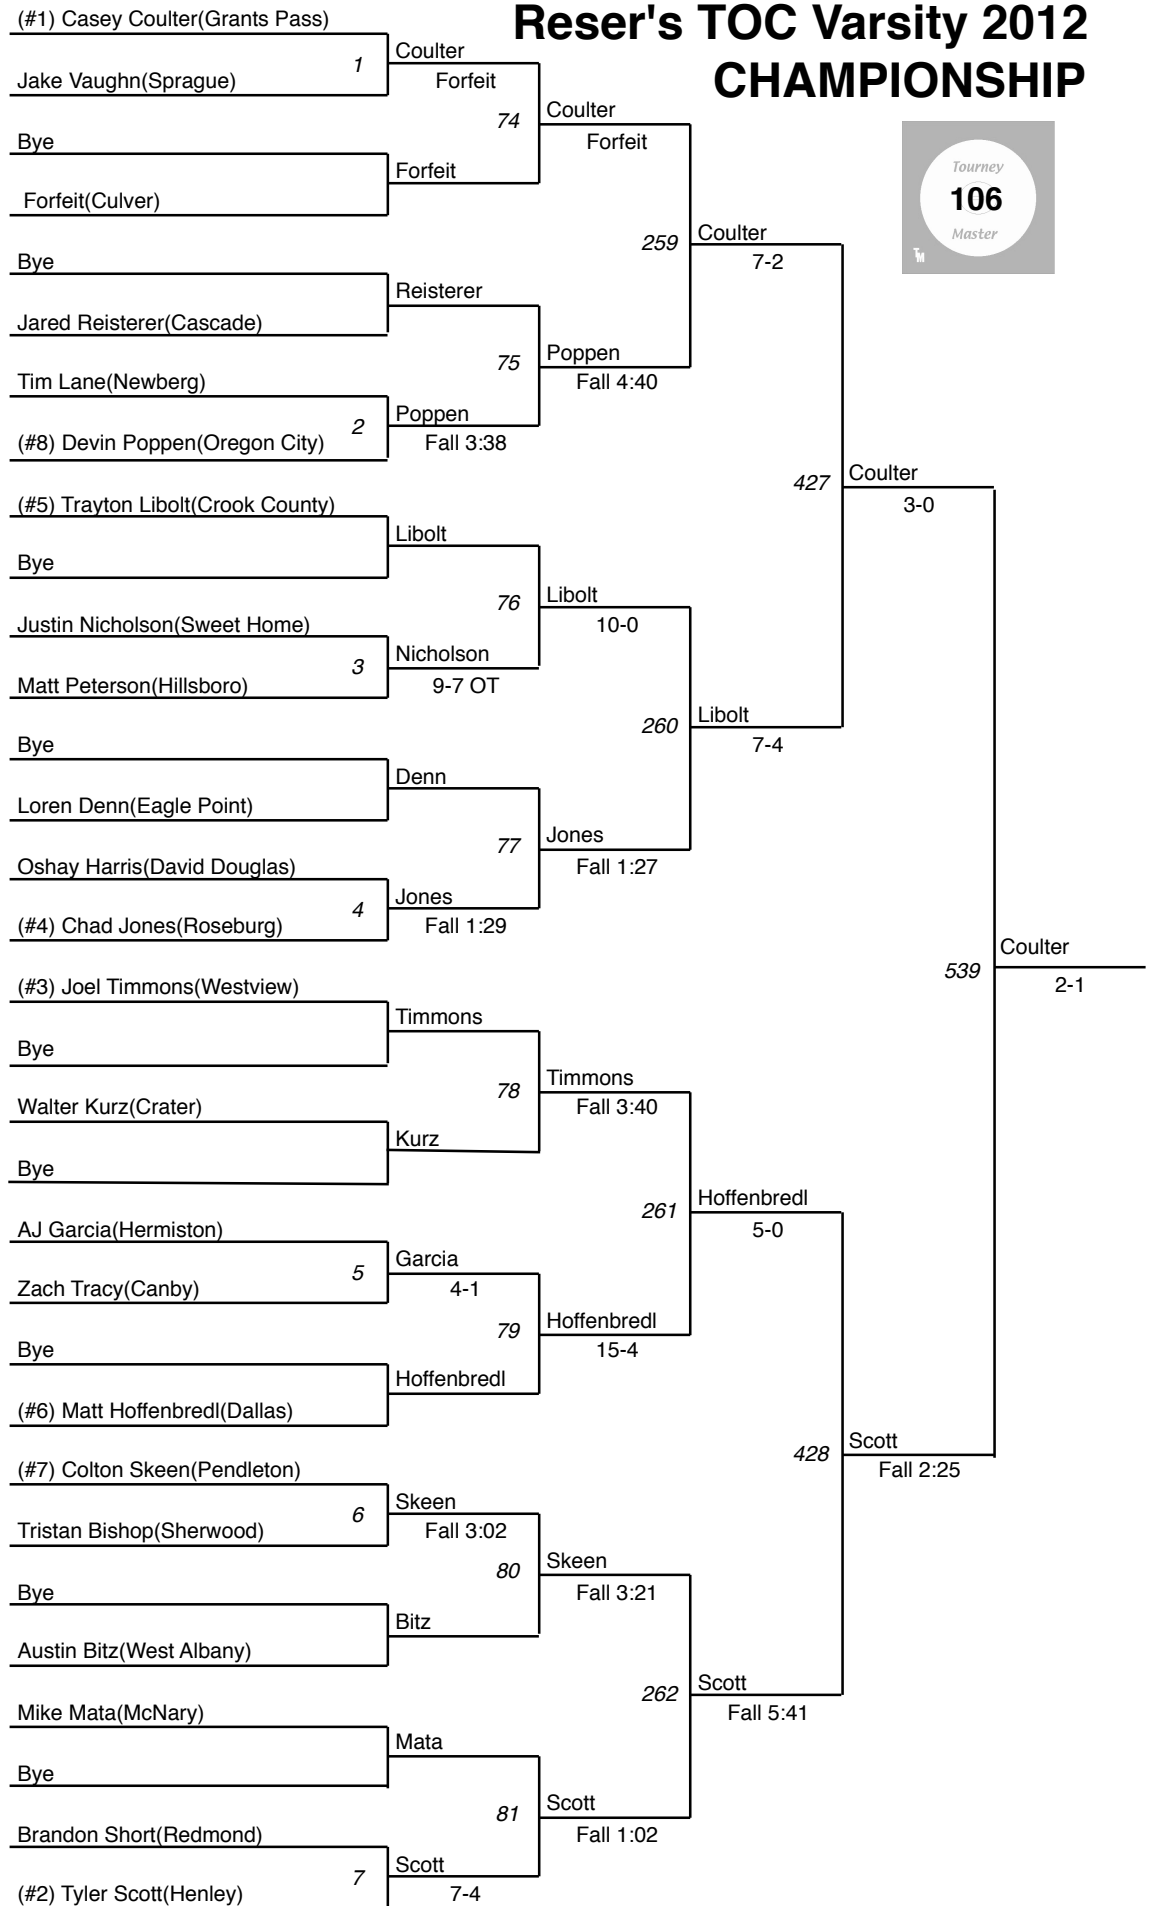 Reser's TOC Varsity 2012
CHAMPIONSHIP
Tourney
106
Master
TM
(#1) Casey Coulter(Grants Pass)
1
Jake Vaughn(Sprague)
Coulter
Forfeit
Bye
Forfeit(Culver)
Forfeit
74
Coulter
Forfeit
Bye
Jared Reisterer(Cascade)
Reisterer
Tim Lane(Newberg)
2
(#8) Devin Poppen(Oregon City)
Poppen
Fall 3:38
75
Poppen
Fall 4:40
259
Coulter
7-2
(#5) Trayton Libolt(Crook County)
Bye
Libolt
Justin Nicholson(Sweet Home)
3
Matt Peterson(Hillsboro)
Nicholson
9-7 OT
76
Libolt
10-0
Bye
1
Loren Denn(Eagle Point)
Denn
Oshay Harris(David Douglas)
4
(#4) Chad Jones(Roseburg)
Jones
Fall 1:29
77
Jones
Fall 1:27
260
Libolt
7-4
427
Coulter
3-0
(#3) Joel Timmons(Westview)
Bye
Timmons
Walter Kurz(Crater)
Bye
Kurz
78
Timmons
Fall 3:40
AJ Garcia(Hermiston)
5
Zach Tracy(Canby)
Garcia
4-1
Bye
(#6) Matt Hoffenbredl(Dallas)
Hoffenbredl
79
Hoffenbredl
15-4
261
Hoffenbredl
5-0
(#7) Colton Skeen(Pendleton)
6
Tristan Bishop(Sherwood)
Skeen
Fall 3:02
Bye
Austin Bitz(West Albany)
Bitz
80
Skeen
Fall 3:21
Mike Mata(McNary)
Bye
Mata
Brandon Short(Redmond)
7
(#2) Tyler Scott(Henley)
Scott
7-4
81
Scott
Fall 1:02
262
Scott
Fall 5:41
428
Scott
Fall 2:25
539
Coulter
2-1